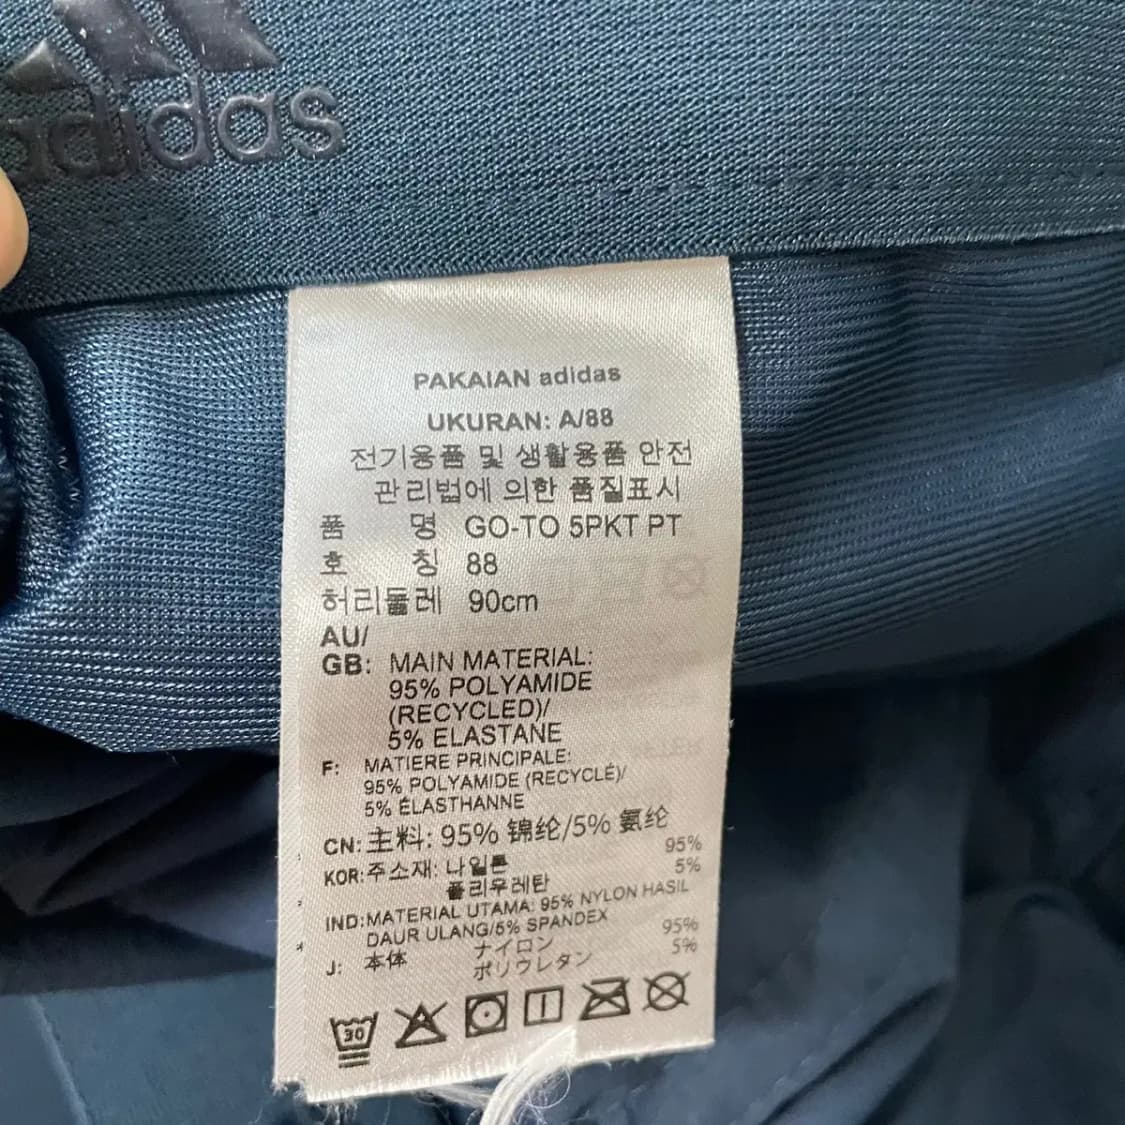 adidas
PAKAIAN adidas
UKURAN: A/88
전기용품 및 생활용품 안전
관리법에 의한 품질표시
품 명 GO-TO 5PKT PT
호 칭 88
허리둘레 90cm
AU/
GB: MAIN MATERIAL:
95% POLYAMIDE
(RECYCLED)/
5% ELASTANE
F: MATIERE PRINCIPALE:
95% POLYAMIDE (RECYCLÉ)/
5% ÉLASTHANNE
CN: 主料: 95% 锦纶/5% 氨纶
KOR: 주소재: 나일론 95%
폴리우레탄 5%
IND: MATERIAL UTAMA: 95% NYLON HASIL
DAUR ULANG/5% SPANDEX
J: 本体 ナイロン 95%
ポリウレタン 5%
30